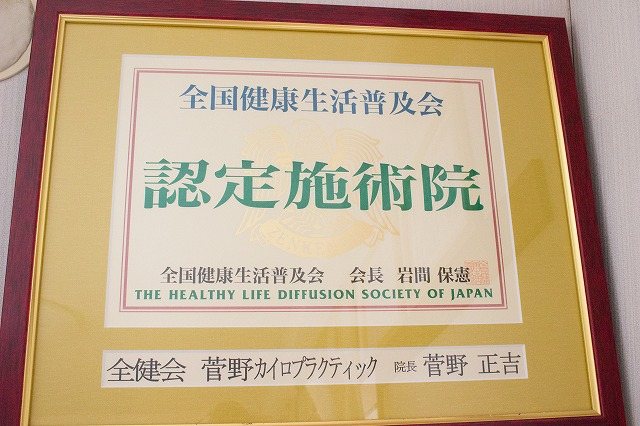 全国健康生活普及会
認定施術院
全国健康生活普及会 会長 岩間 保憲
THE HEALTHY LIFE DIFFUSION SOCIETY OF JAPAN
全健会 菅野カイロプラクティック 院長 菅野 正吉